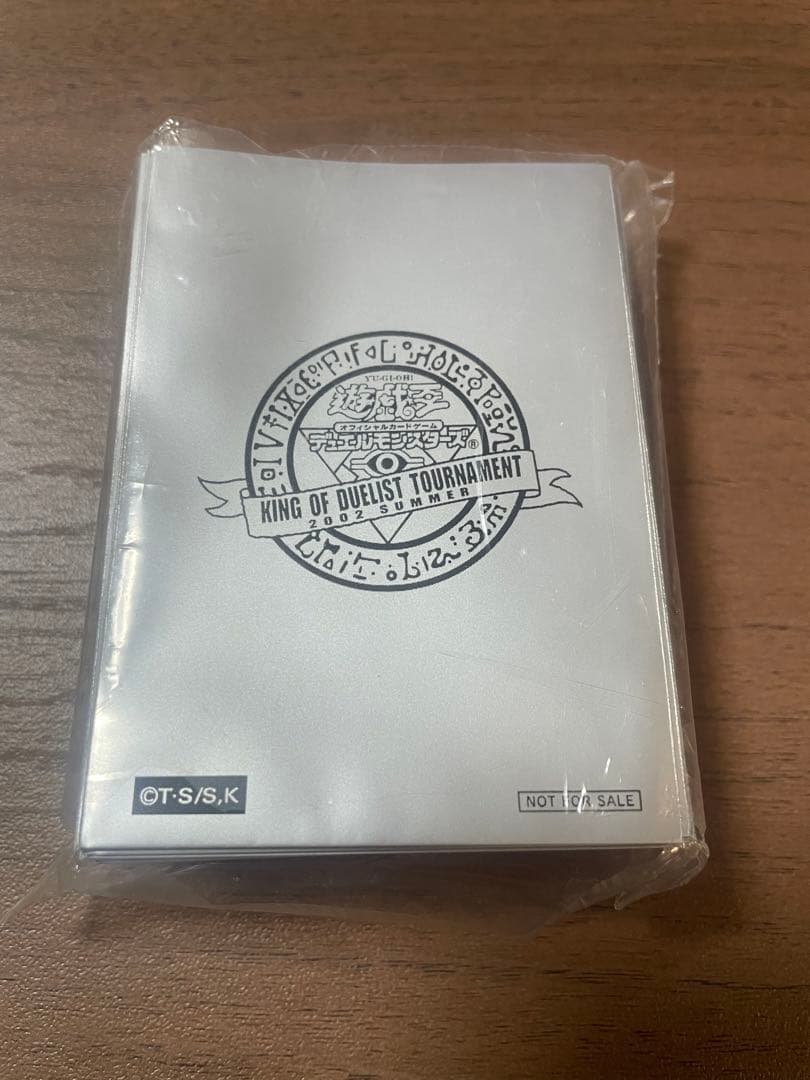 YU-GI-OH!
遊戯王
オフィシャルカードゲーム
デュエルモンスターズ®
KING OF DUELIST TOURNAMENT
2002 SUMMER
©T·S/S,K
NOT FOR SALE